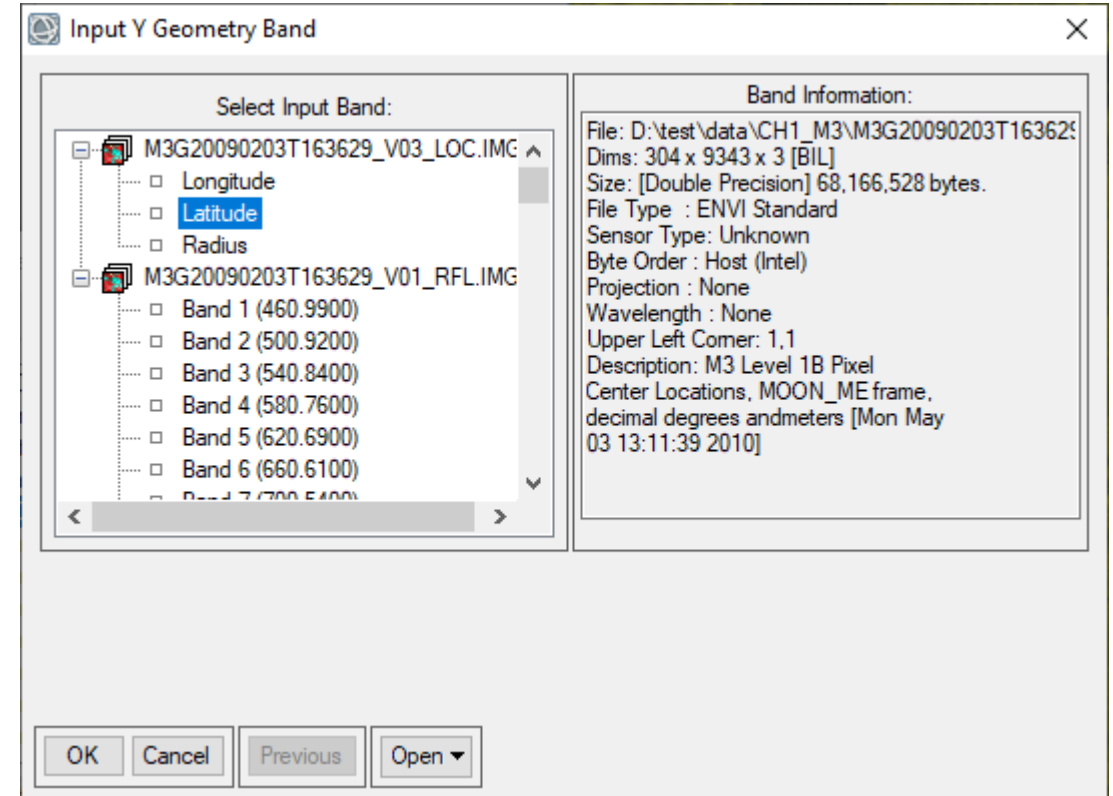 Input Y Geometry Band
Select Input Band:
M3G20090203T163629_V03_LOC.IMG
Longitude
Latitude
Radius
M3G20090203T163629_V01_RFL.IMG
Band 1 (460.9900)
Band 2 (500.9200)
Band 3 (540.8400)
Band 4 (580.7600)
Band 5 (620.6900)
Band 6 (660.6100)
Band 7 (700.5400)
Band Information:
File: D:\test\data\CH1_M3\M3G20090203T163629
Dims: 304 x 9343 x 3 [BIL]
Size: [Double Precision] 68,166,528 bytes.
File Type : ENVI Standard
Sensor Type: Unknown
Byte Order : Host (Intel)
Projection : None
Wavelength : None
Upper Left Corner: 1,1
Description: M3 Level 1B Pixel
Center Locations, MOON_ME frame,
decimal degrees andmeters [Mon May
03 13:11:39 2010]
OK Cancel Previous Open